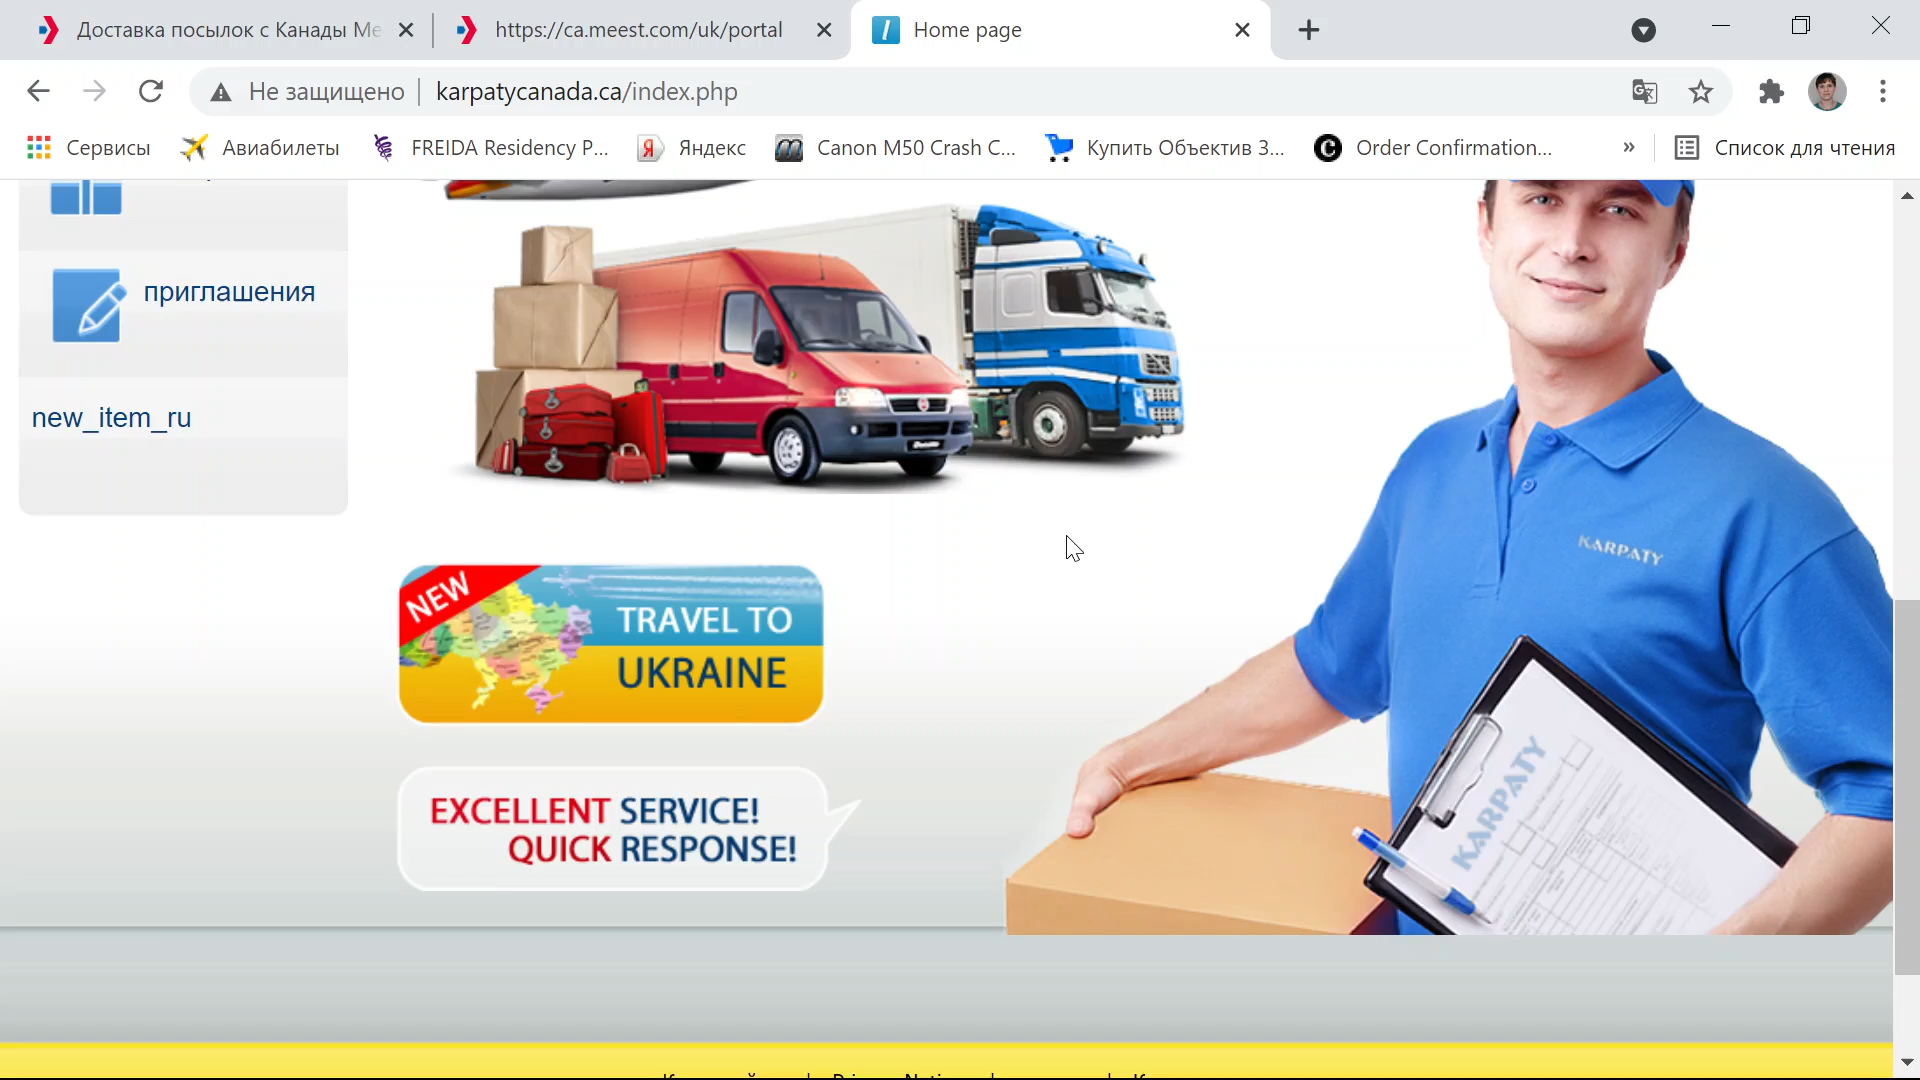 Доставка посылок с Канады Me
https://ca.meest.com/uk/portal
Home page
Не защищено
karpatycanada.ca/index.php
Сервисы
Авиабилеты
FREIDA Residency P...
Яндекс
Canon M50 Crash C...
Купить Объектив З...
Order Confirmation...
»
Список для чтения
приглашения
new_item_ru
KARPATY
NEW
TRAVEL TO
UKRAINE
EXCELLENT SERVICE!
QUICK RESPONSE!
KARPATY